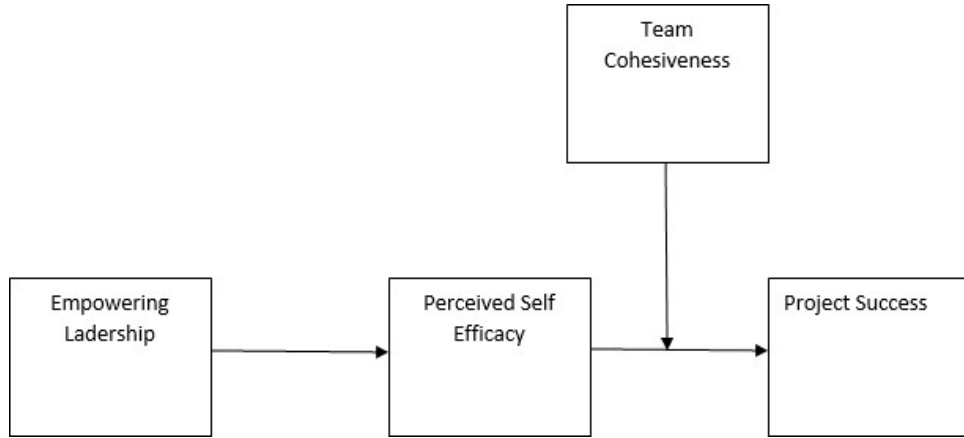 Team
Cohesiveness
Empowering
Ladership
Perceived Self
Efficacy
Project Success